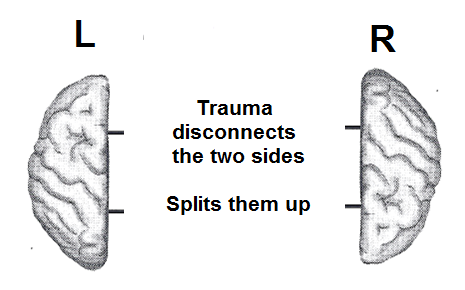 L
R
Trauma
disconnects
the two sides
Splits them up